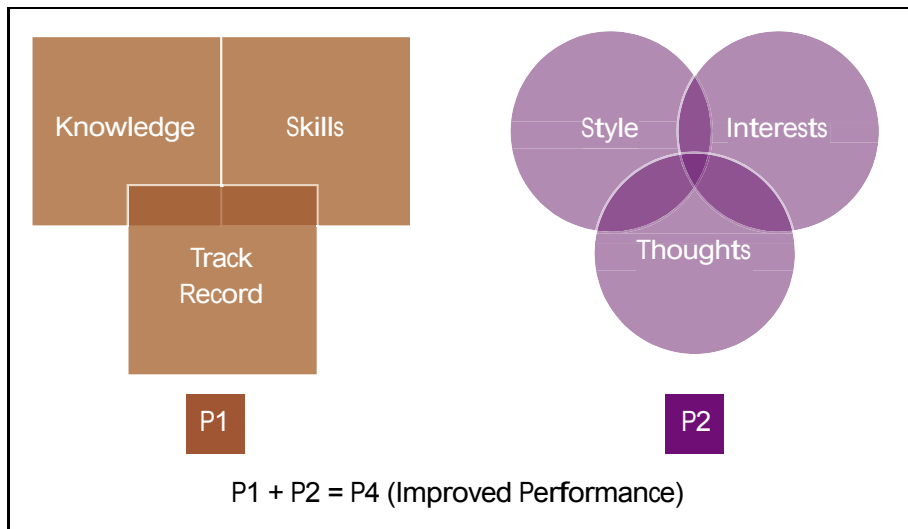 Knowledge
Skills
Track
Record
P1
Style
Interests
Thoughts
P2
P1 + P2 = P4 (Improved Performance)